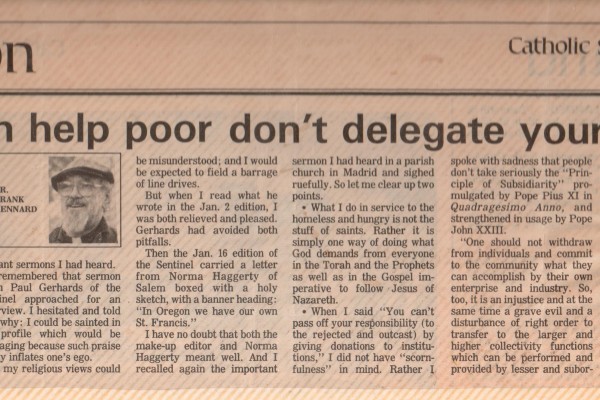 on
Catholic
n help poor don't delegate your
R.
RANK
ENNARD
ant sermons I had heard.
remembered that sermon
n Paul Gerhards of the
inel approached for an
rview. I hesitated and told
why: I could be sainted in
profile which would be
aging because such praise
y inflates one's ego.
my religious views could
be misunderstood; and I would
be expected to field a barrage
of line drives.
But when I read what he
wrote in the Jan. 2 edition, I
was both relieved and pleased.
Gerhards had avoided both
pitfalls.
Then the Jan. 16 edition of
the Sentinel carried a letter
from Norma Haggerty of
Salem boxed with a holy
sketch, with a banner heading:
"In Oregon we have our own
St. Francis."
I have no doubt that both the
make-up editor and Norma
Haggerty meant well. And I
recalled again the important
sermon I had heard in a parish
church in Madrid and sighed
ruefully. So let me clear up two
points.
• What I do in service to the
homeless and hungry is not the
stuff of saints. Rather it is
simply one way of doing what
God demands from everyone
in the Torah and the Prophets
as well as in the Gospel im-
perative to follow Jesus of
Nazareth.
• When I said "You can't
pass off your responsibility (to
the rejected and outcast) by
giving donations to institu-
tions," I did not have "scorn-
fulness" in mind. Rather I
spoke with sadness that people
don't take seriously the "Prin-
ciple of Subsidiarity" pro-
mulgated by Pope Pius XI in
Quadragesimo Anno, and
strengthened in usage by Pope
John XXIII.
"One should not withdraw
from individuals and commit
to the community what they
can accomplish by their own
enterprise and industry. So,
too, it is an injustice and at the
same time a grave evil and a
disturbance of right order to
transfer to the larger and
higher collectivity functions
which can be performed and
provided by lesser and subor-